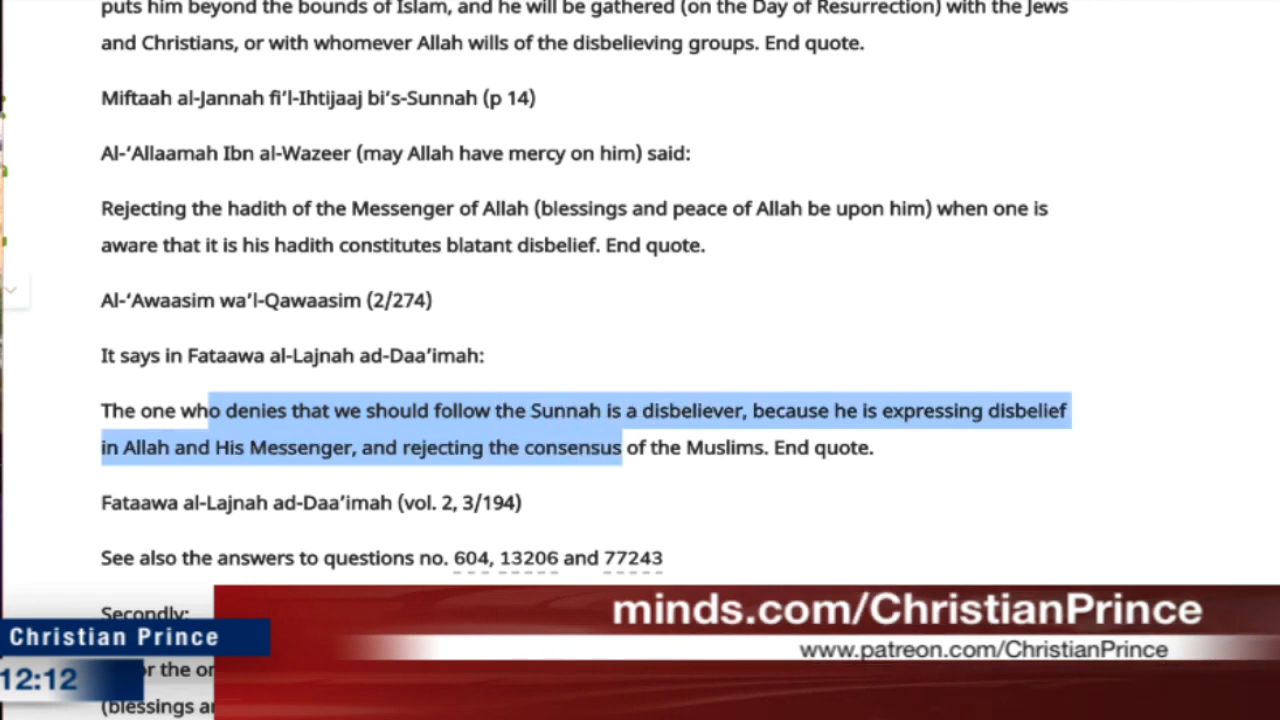 puts him beyond the bounds of Islam, and he will be gathered (on the Day of Resurrection) with the Jews
and Christians, or with whomever Allah wills of the disbelieving groups. End quote.
Miftaah al-Jannah fi’l-Ihtijaaj bi’s-Sunnah (p 14)
Al-‘Allaamah Ibn al-Wazeer (may Allah have mercy on him) said:
Rejecting the hadith of the Messenger of Allah (blessings and peace of Allah be upon him) when one is
aware that it is his hadith constitutes blatant disbelief. End quote.
Al-‘Awaasim wa’l-Qawaasim (2/274)
It says in Fataawa al-Lajnah ad-Daa’imah:
The one who denies that we should follow the Sunnah is a disbeliever, because he is expressing disbelief
in Allah and His Messenger, and rejecting the consensus of the Muslims. End quote.
Fataawa al-Lajnah ad-Daa’imah (vol. 2, 3/194)
See also the answers to questions no. 604, 13206 and 77243
Secondly:
minds.com/ChristianPrince
Christian Prince
www.patreon.com/ChristianPrince
the
12:12
(blessings